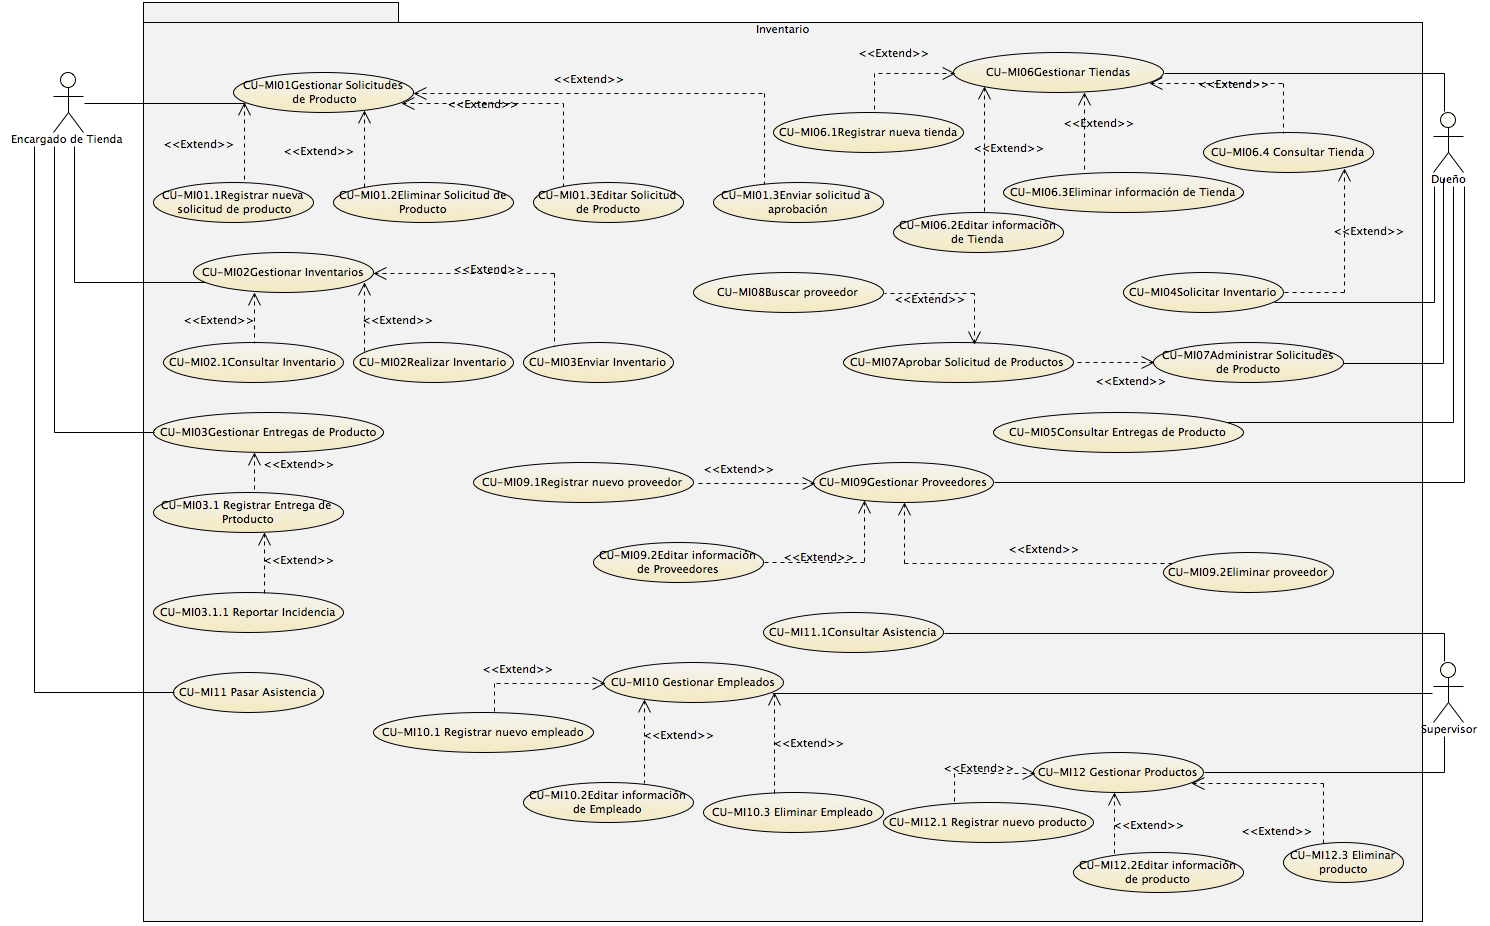 Inventario
<<Extend>>
CU-MI01Gestionar Solicitudes
de Producto
<<Extend>>
<<Extend>>
<<Extend>>
<<Extend>>
CU-MI01.1Registrar nueva
solicitud de producto
CU-MI01.2Eliminar Solicitud de
Producto
CU-MI01.3Editar Solicitud
de Producto
CU-MI01.3Enviar solicitud a
aprobación
Encargado de Tienda
CU-MI06Gestionar Tiendas
<<Extend>>
<<Extend>>
<<Extend>>
<<Extend>>
CU-MI06.1Registrar nueva tienda
CU-MI06.4 Consultar Tienda
CU-MI06.3Eliminar información de Tienda
CU-MI06.2Editar información
de Tienda
<<Extend>>
Dueño
CU-MI02Gestionar Inventarios
<<Extend>>
<<Extend>>
<<Extend>>
CU-MI02.1Consultar Inventario
CU-MI02Realizar Inventario
CU-MI03Enviar Inventario
CU-MI08Buscar proveedor
<<Extend>>
CU-MI04Solicitar Inventario
CU-MI07Aprobar Solicitud de Productos
<<Extend>>
CU-MI07Administrar Solicitudes
de Producto
CU-MI03Gestionar Entregas de Producto
<<Extend>>
CU-MI03.1 Registrar Entrega de
Prtoducto
<<Extend>>
CU-MI03.1.1 Reportar Incidencia
CU-MI05Consultar Entregas de Producto
CU-MI09.1Registrar nuevo proveedor
<<Extend>>
CU-MI09Gestionar Proveedores
CU-MI09.2Editar información
de Proveedores
<<Extend>>
<<Extend>>
CU-MI09.2Eliminar proveedor
CU-MI11.1Consultar Asistencia
CU-MI11 Pasar Asistencia
<<Extend>>
CU-MI10 Gestionar Empleados
CU-MI10.1 Registrar nuevo empleado
<<Extend>>
<<Extend>>
CU-MI10.2Editar información
de Empleado
CU-MI10.3 Eliminar Empleado
Supervisor
<<Extend>>
CU-MI12 Gestionar Productos
CU-MI12.1 Registrar nuevo producto
<<Extend>>
<<Extend>>
CU-MI12.2Editar información
de producto
CU-MI12.3 Eliminar
producto